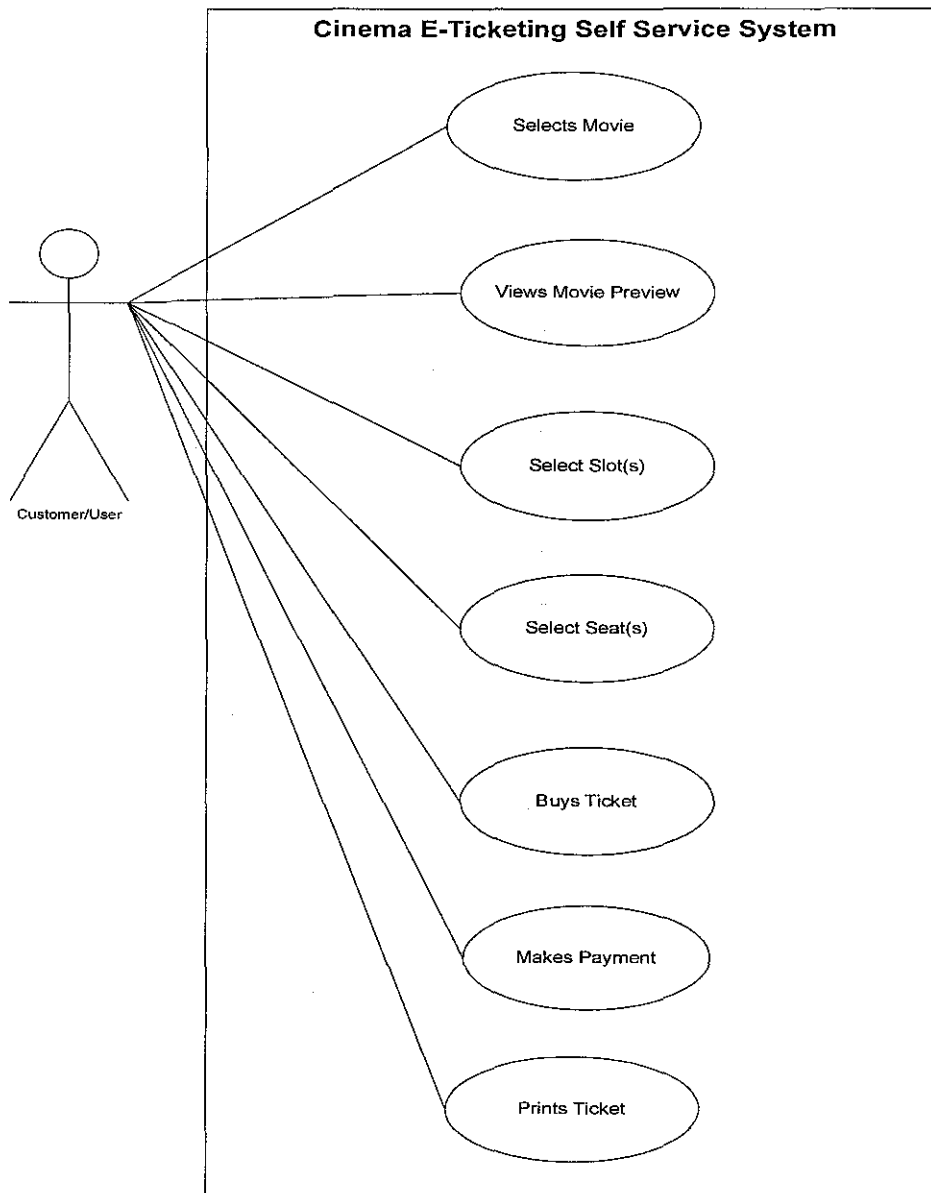 Cinema E-Ticketing Self Service System
Selects Movie
Views Movie Preview
Select Slot(s)
Customer/User
Select Seat(s)
Buys Ticket
Makes Payment
Prints Ticket